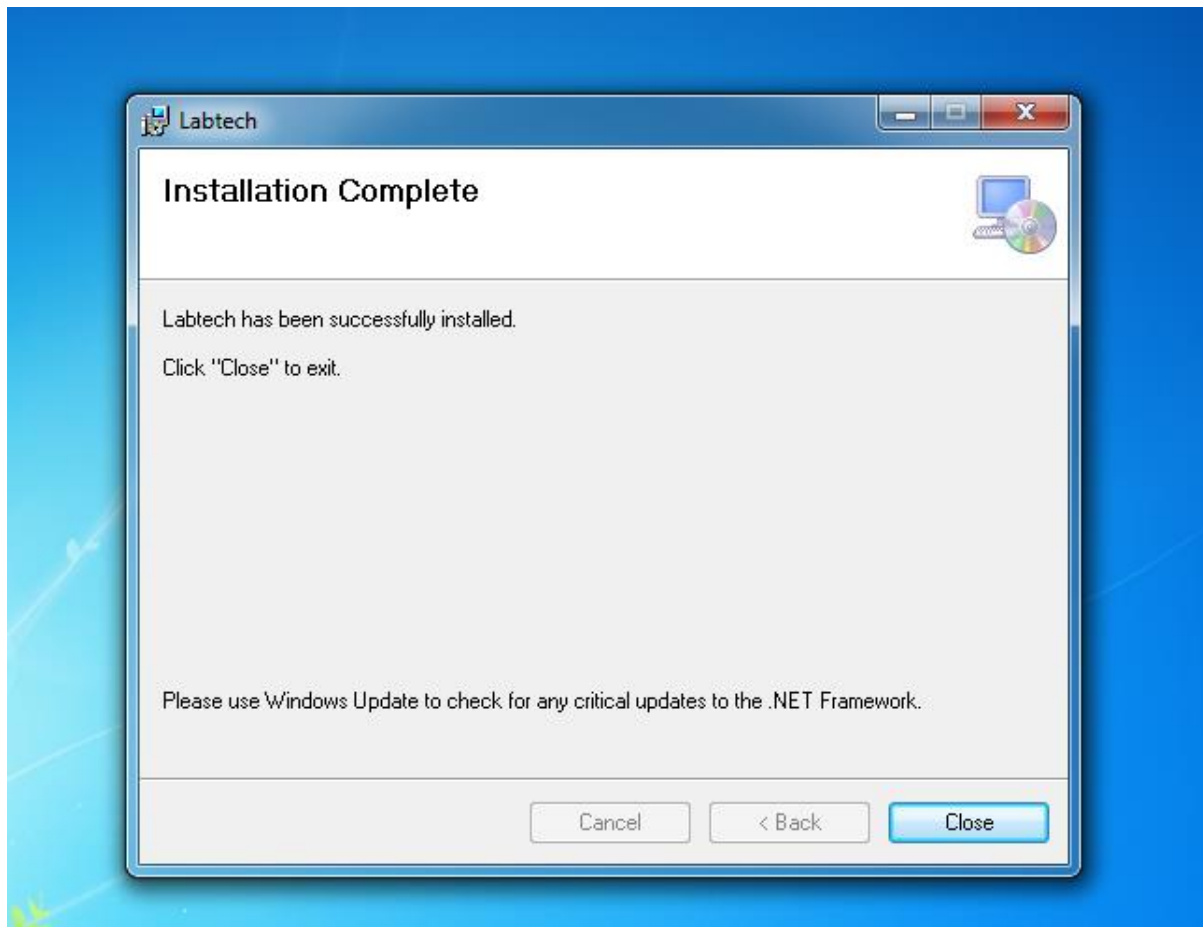 Labtech
Installation Complete
Labtech has been successfully installed.
Click "Close" to exit.
Please use Windows Update to check for any critical updates to the .NET Framework.
Cancel
< Back
Close